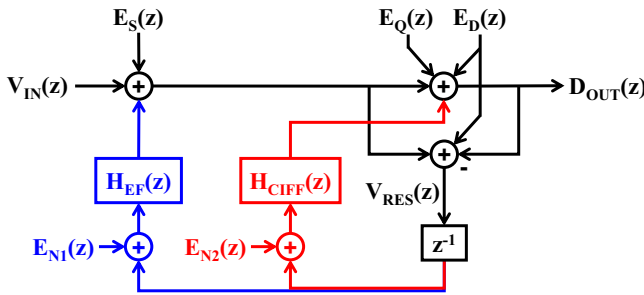 E_S(z)
E_Q(z)
E_D(z)
V_IN(z)
+
+
D_OUT(z)
H_EF(z)
H_CIFF(z)
+
-
V_RES(z)
E_N1(z)
+
E_N2(z)
+
z^-1